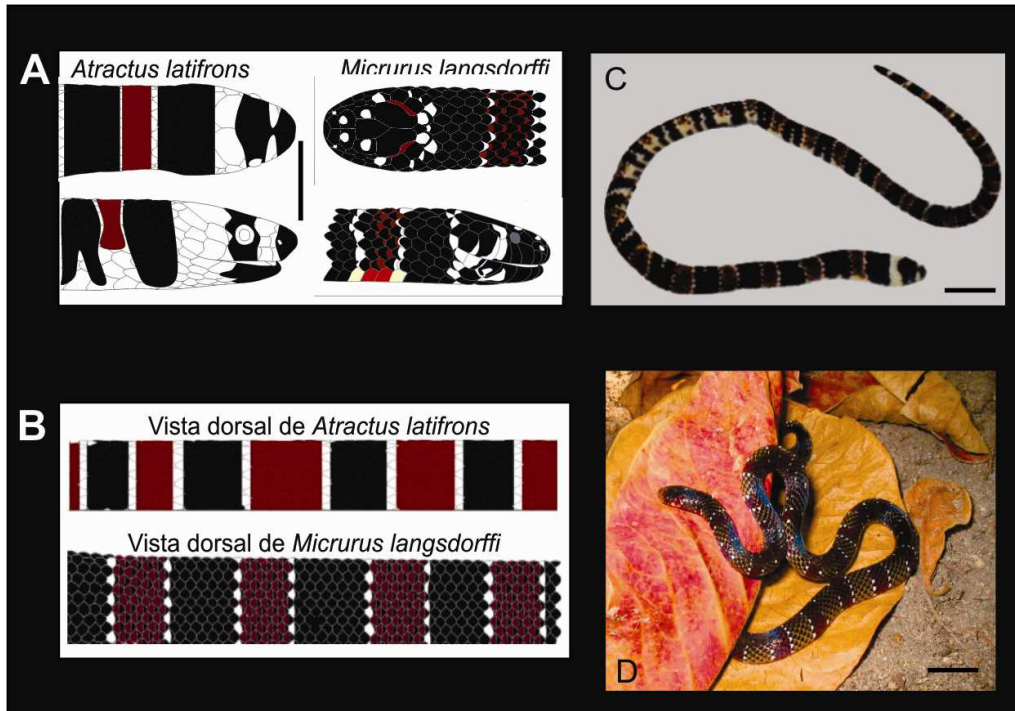 A
Atractus latifrons
Micrurus langsdorffi
C
B
Vista dorsal de Atractus latifrons
Vista dorsal de Micrurus langsdorffi
D